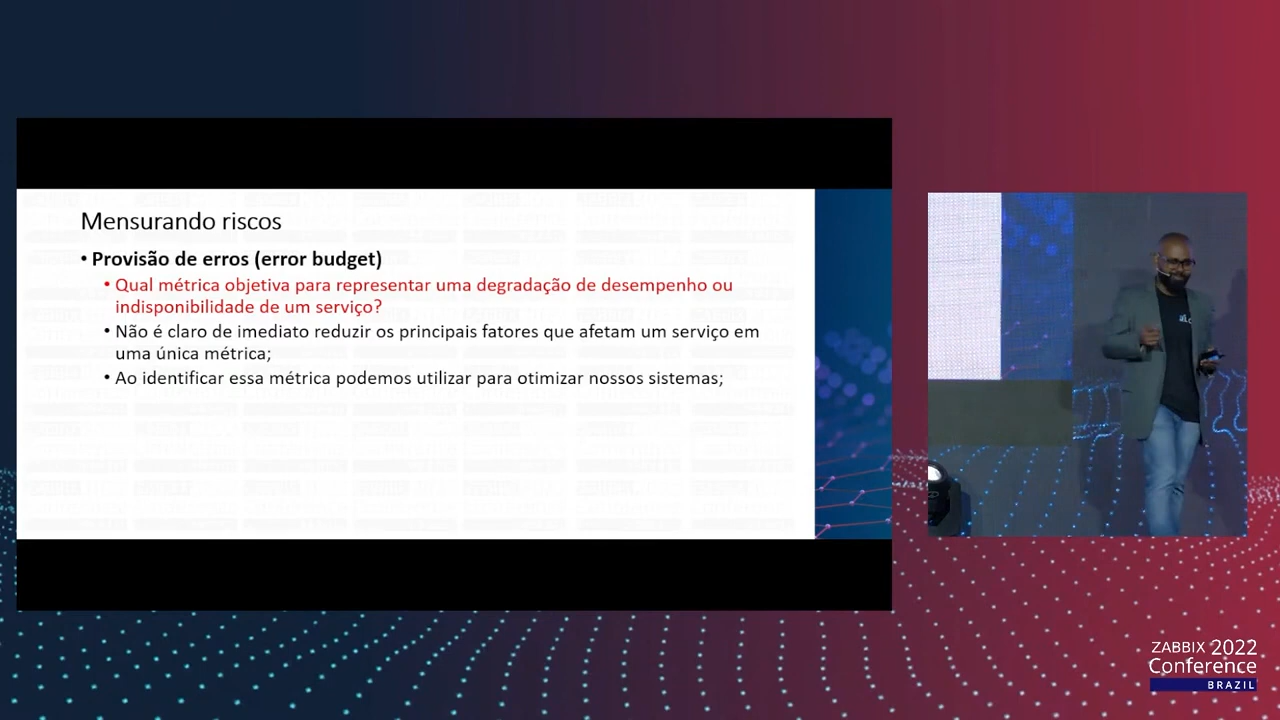 Mensurando riscos
• Provisão de erros (error budget)
• Qual métrica objetiva para representar uma degradação de desempenho ou
indisponibilidade de um serviço?
• Não é claro de imediato reduzir os principais fatores que afetam um serviço em
uma única métrica;
• Ao identificar essa métrica podemos utilizar para otimizar nossos sistemas;
ZABBIX 2022
Conference
BRAZIL